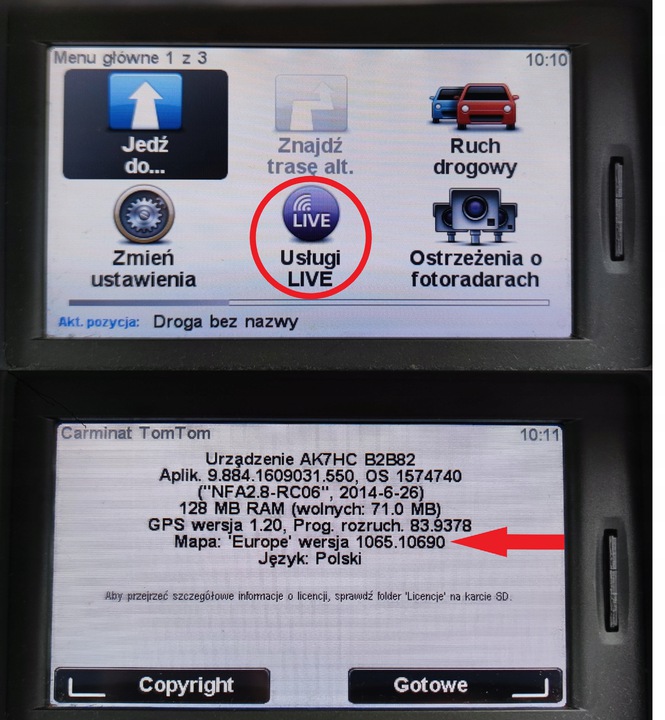 Menu główne 1 z 3
10:10
Jedź
do...
Znajdź
trasę alt.
Ruch
drogowy
Zmień
ustawienia
LIVE
Usługi
LIVE
Ostrzeżenia o
fotoradarach
Akt. pozycja: Droga bez nazwy
Carminat TomTom
10:11
Urządzenie AK7HC B2B82
Aplik. 9.884.1609031.550, OS 1574740
("NFA2.8-RC06", 2014-6-26)
128 MB RAM (wolnych: 71.0 MB)
GPS wersja 1.20, Prog. rozruch. 83.9378
Mapa: 'Europe' wersja 1065.10690
Język: Polski
Aby przejrzeć szczegółowe informacje o licencji, sprawdź folder 'Licencje' na karcie SD.
Copyright
Gotowe